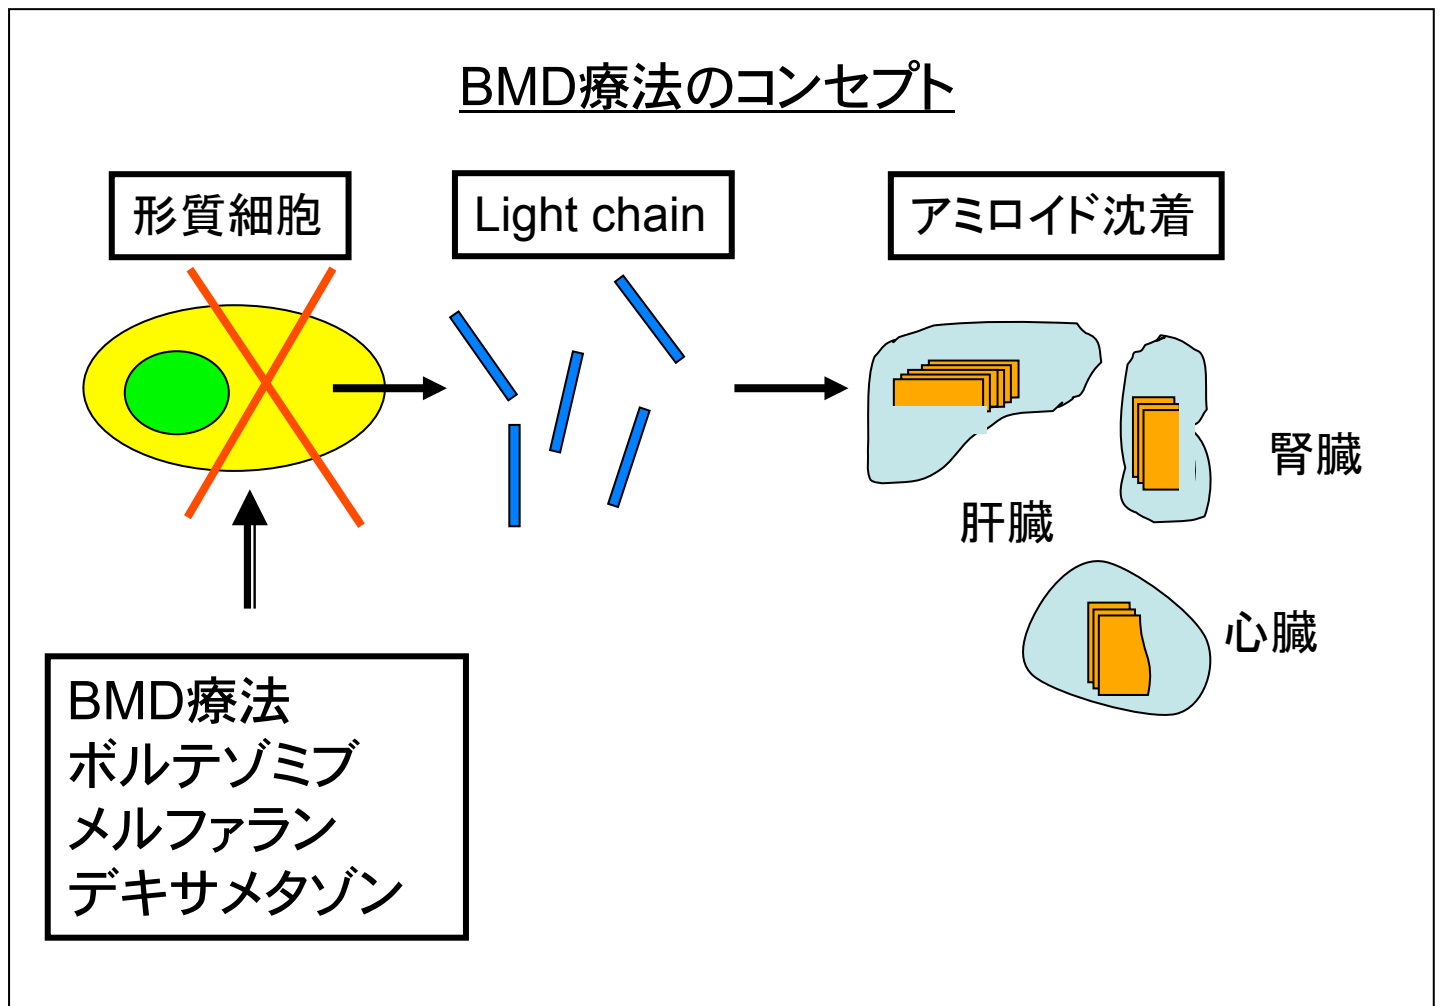 BMD療法のコンセプト
形質細胞
Light chain
アミロイド沈着
腎臓
肝臓
心臓
BMD療法
ボルテゾミブ
メルファラン
デキサメタゾン